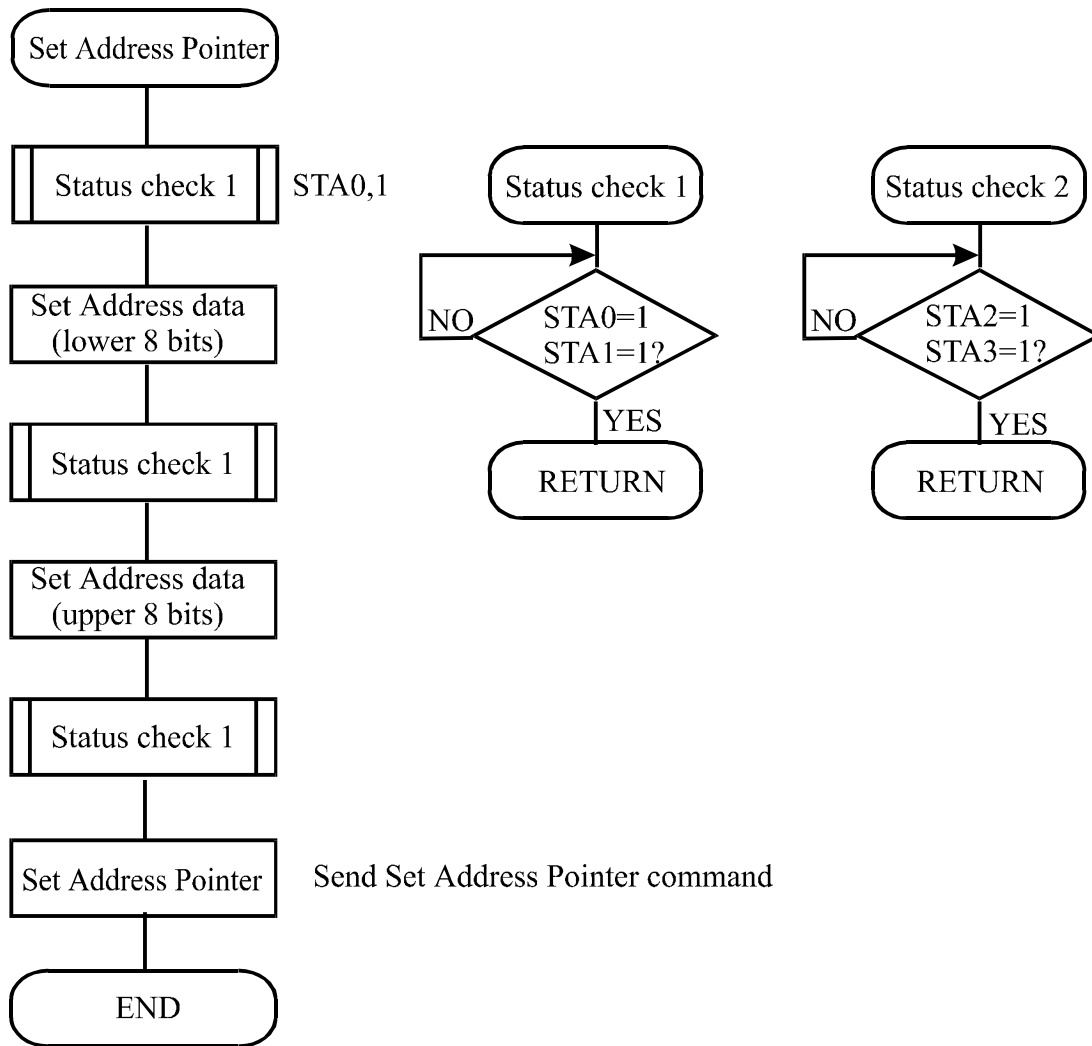 Set Address Pointer
Status check 1
STA0,1
Set Address data
(lower 8 bits)
Status check 1
Set Address data
(upper 8 bits)
Status check 1
Set Address Pointer
Send Set Address Pointer command
END
Status check 1
NO
STA0=1
STA1=1?
YES
RETURN
Status check 2
NO
STA2=1
STA3=1?
YES
RETURN